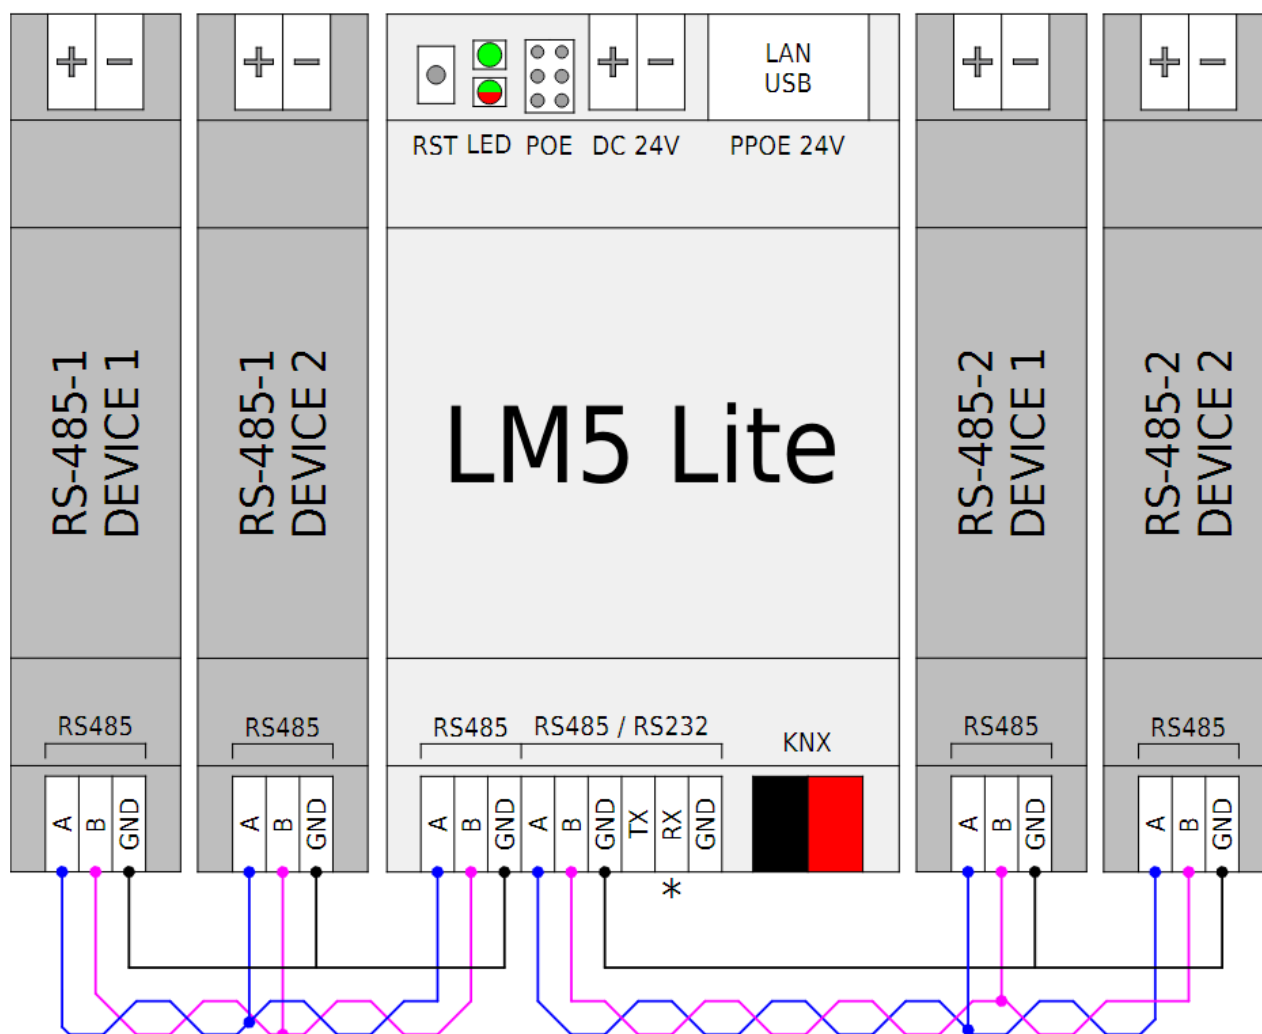 + −
+ −
+ −
LAN
USB
+ −
+ −
RST LED POE DC 24V PPOE 24V
RS-485-1
DEVICE 1
RS-485-1
DEVICE 2
LM5 Lite
RS-485-2
DEVICE 1
RS-485-2
DEVICE 2
RS485
RS485
RS485
RS485 / RS232
KNX
RS485
RS485
A B GND
A B GND
A B GND A B GND TX RX GND
A B GND
A B GND
*